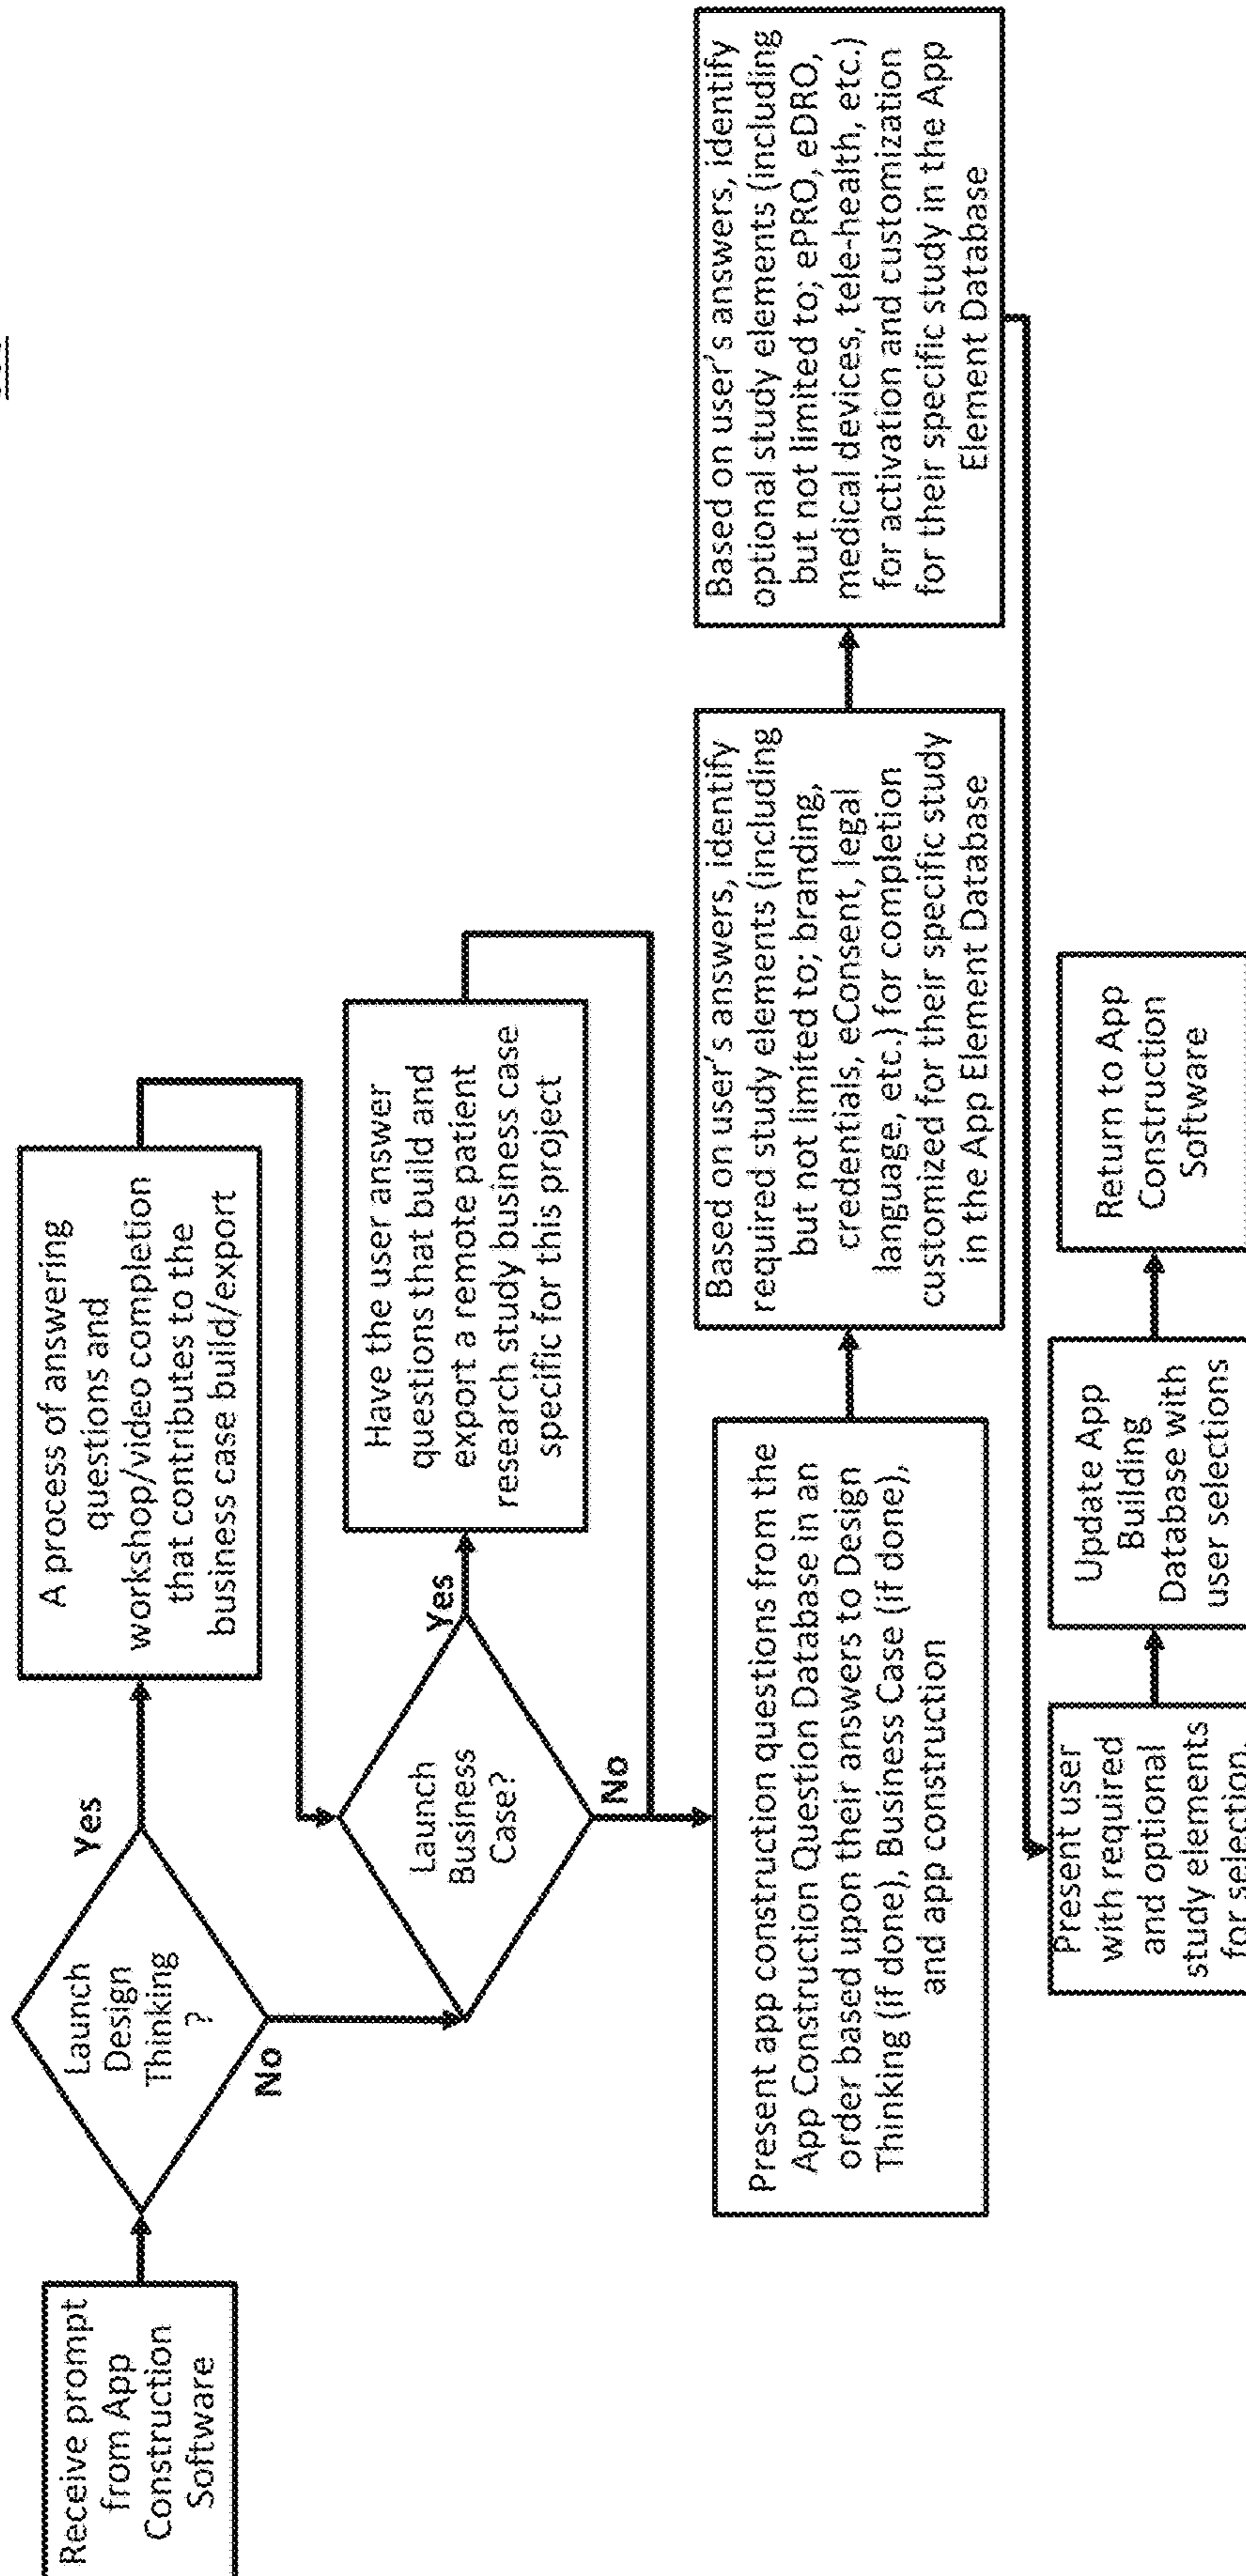 Receive prompt
from App
Construction
Software
Launch
Design
Thinking
?
Yes
No
A process of answering
questions and
workshop/video completion
that contributes to the
business case build/export
Launch
Business
Case?
Yes
No
Have the user answer
questions that build and
export a remote patient
research study business case
specific for this project
Present app construction questions from the
App Construction Question Database in an
order based upon their answers to Design
Thinking (if done), Business Case (if done),
and app construction
Based on user's answers, identify
required study elements (including
but not limited to; branding,
credentials, eConsent, legal
language, etc.) for completion
customized for their specific study
in the App Element Database
Based on user's answers, identify
optional study elements (including
but not limited to; ePRO, eDRO,
medical devices, tele-health, etc.)
for activation and customization
for their specific study in the App
Element Database
Present user
with required
and optional
study elements
for selection.
Update App
Building
Database with
user selections
Return to App
Construction
Software